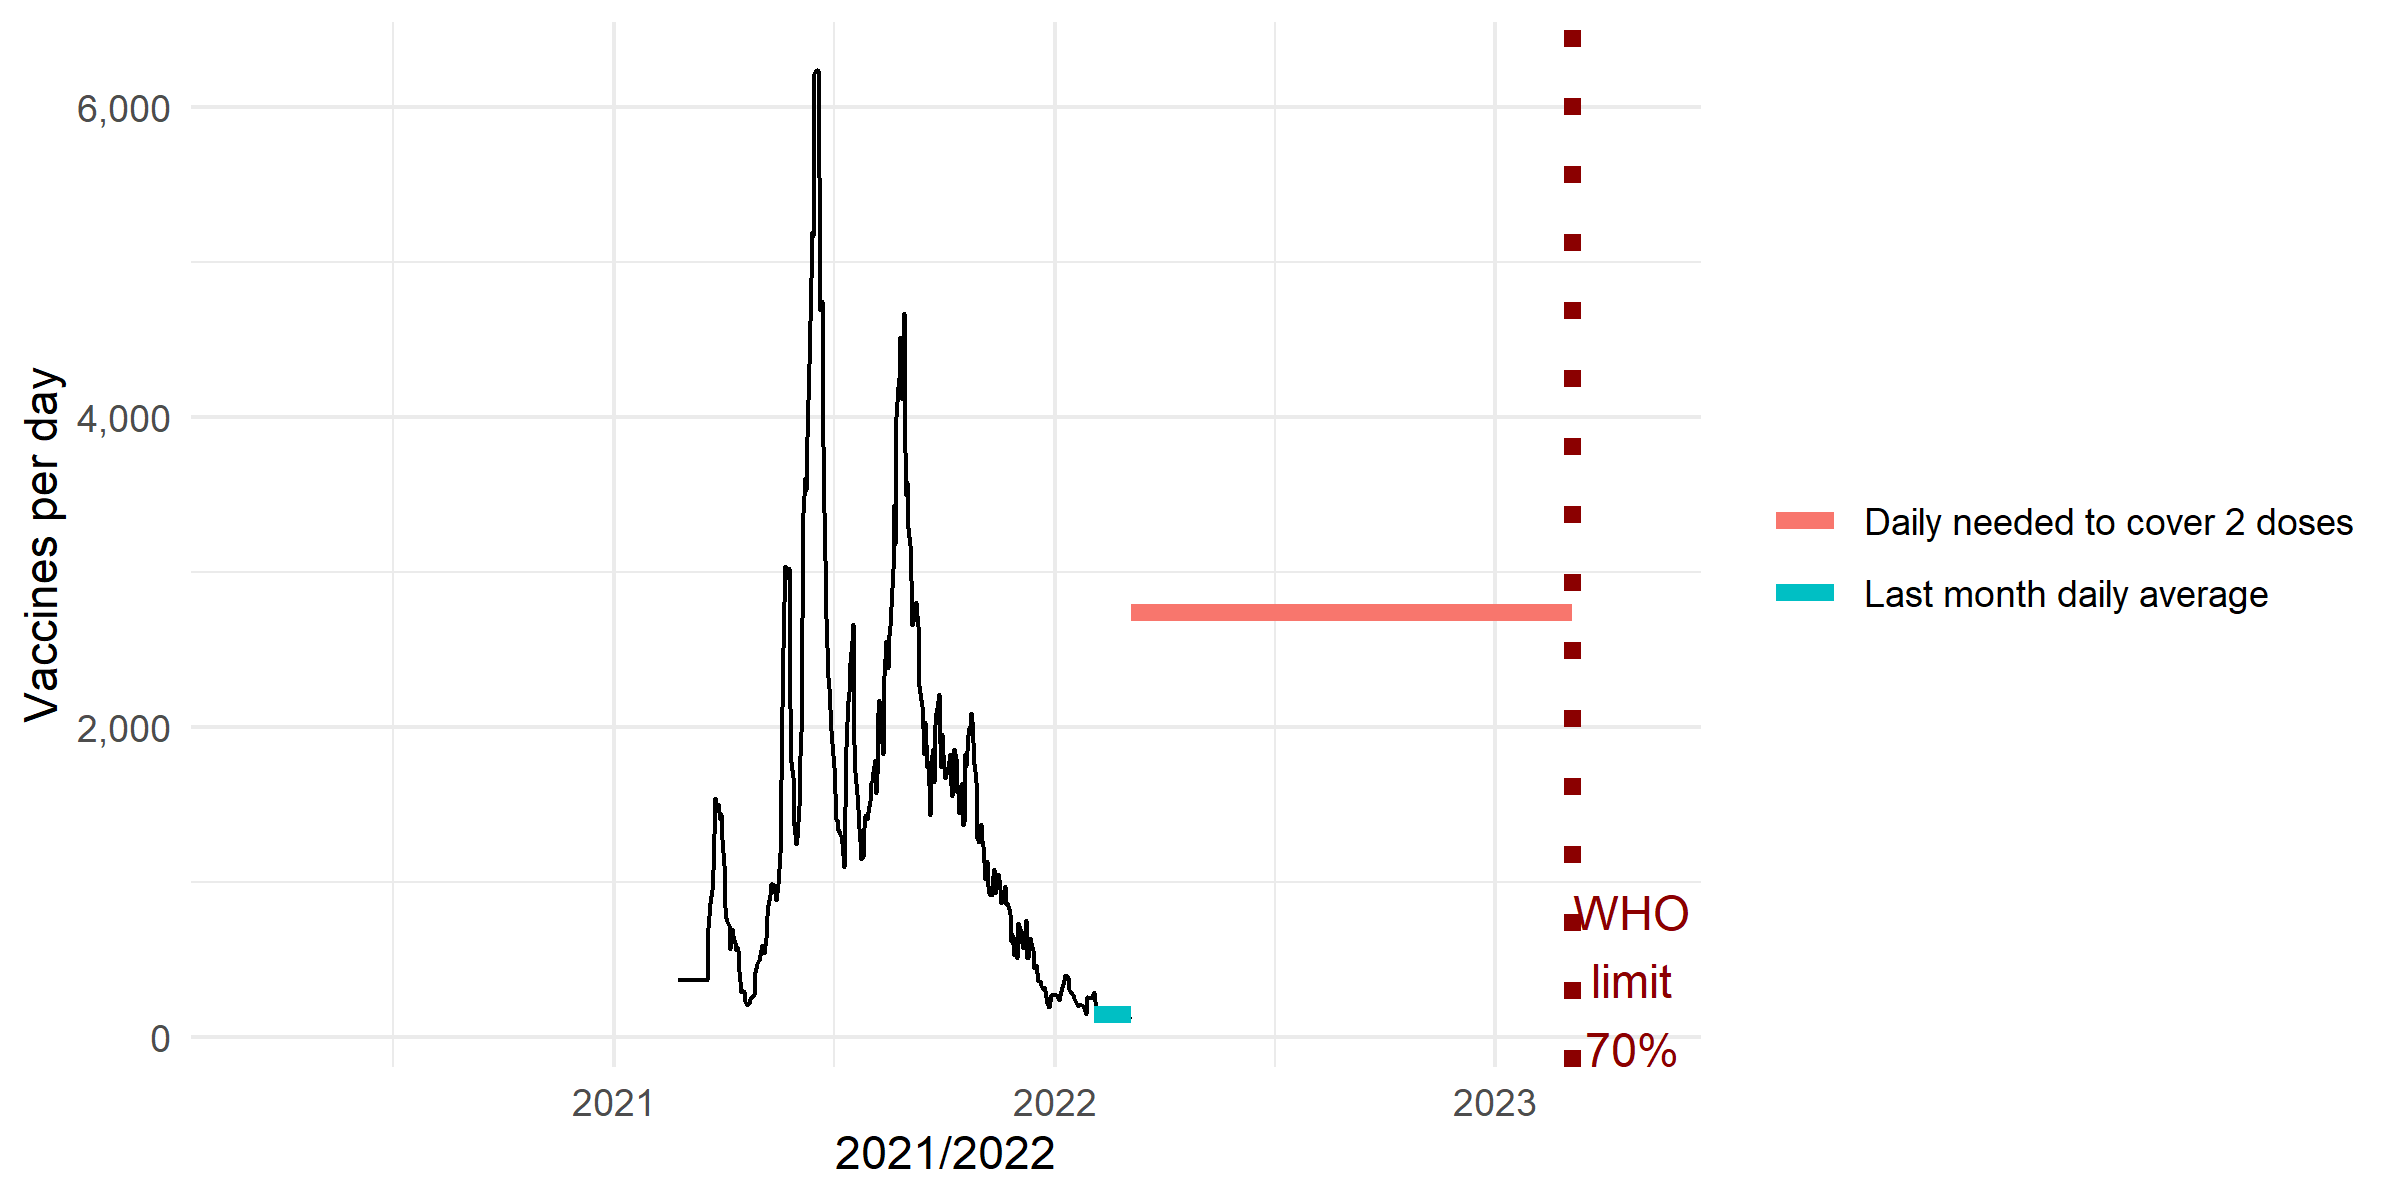 6,000
4,000
2,000
0
Vaccines per day
2021
2022
2023
2021/2022
WHO
limit
70%
Daily needed to cover 2 doses
Last month daily average